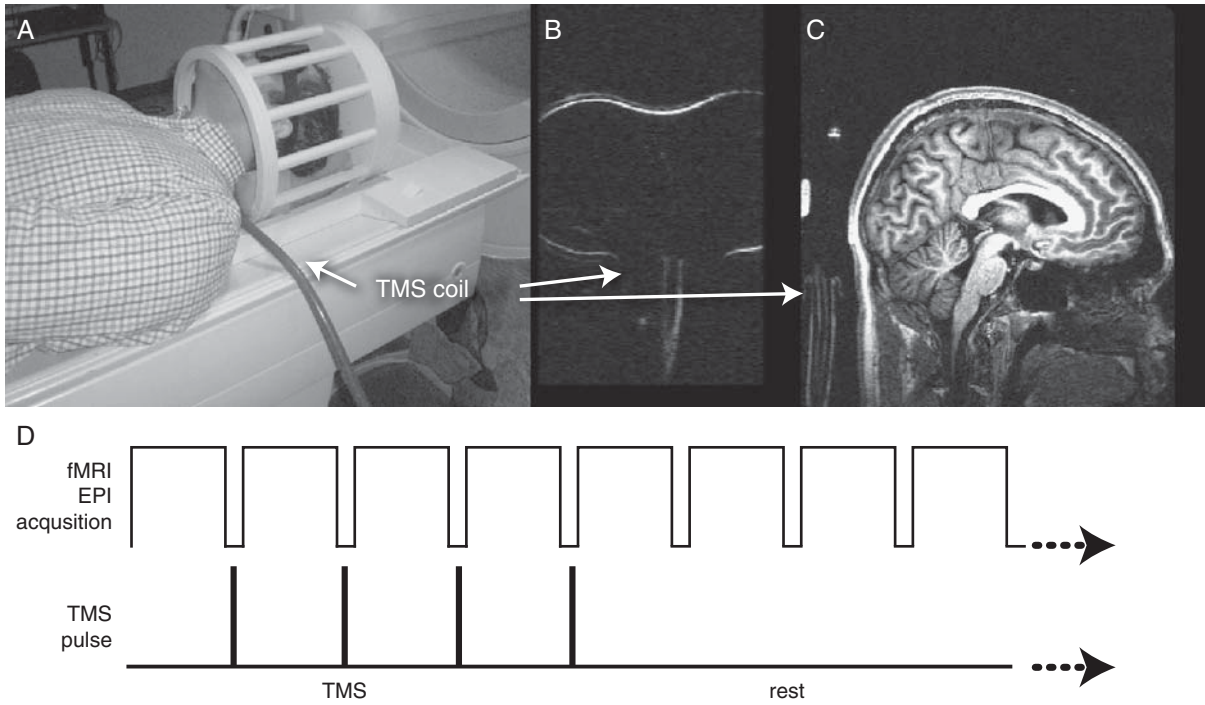 A
B
C
TMS coil
D
fMRI
EPI
acqusition
TMS
pulse
TMS
rest